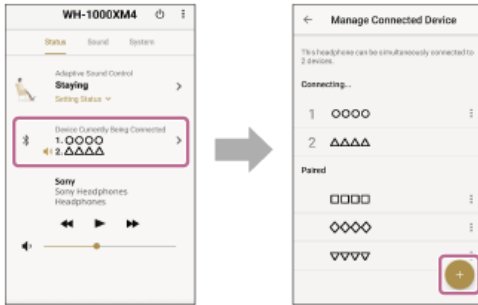 WH-1000XM4
Status Sound System
Adaptive Sound Control
Staying
Setting Status
Device Currently Being Connected
1. ○○○○
2. △△△△
Sony
Sony Headphones
Headphones
Manage Connected Device
This headphone can be simultaneously connected to
2 devices.
Connecting...
1 ○○○○
2 △△△△
Paired
□□□□
◇◇◇◇
▽▽▽▽
+